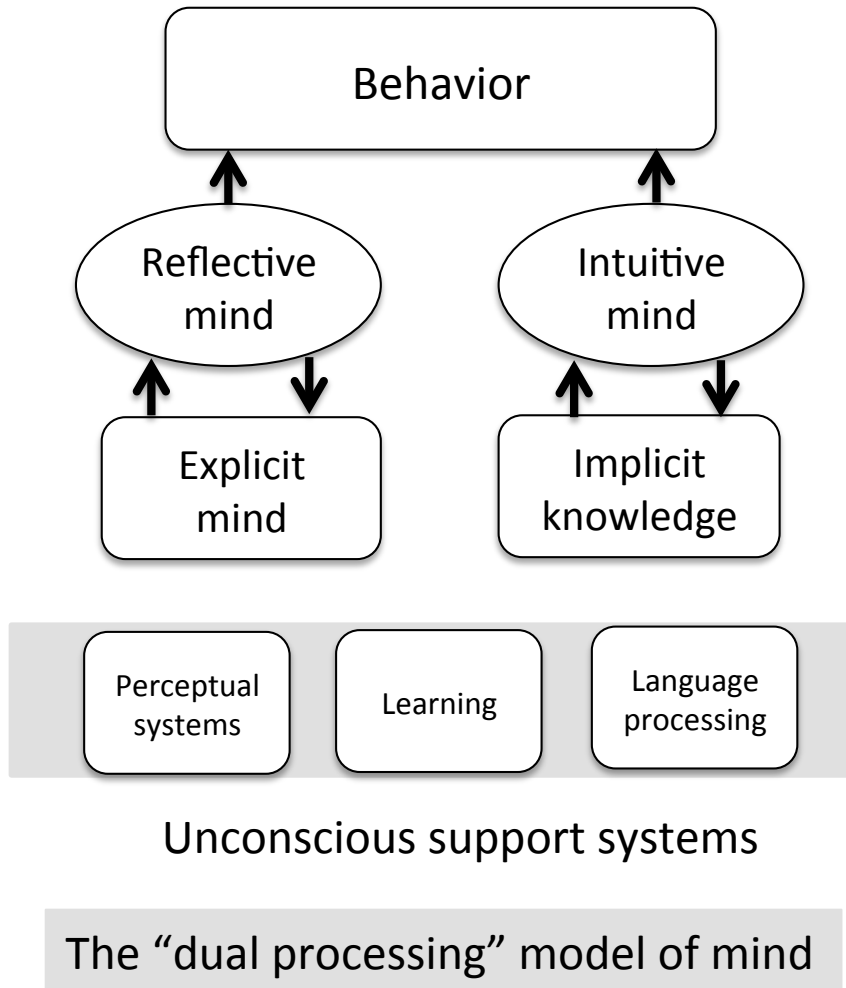 Behavior
Reflective
mind
Intuitive
mind
Explicit
mind
Implicit
knowledge
Perceptual
systems
Learning
Language
processing
Unconscious support systems
The “dual processing” model of mind